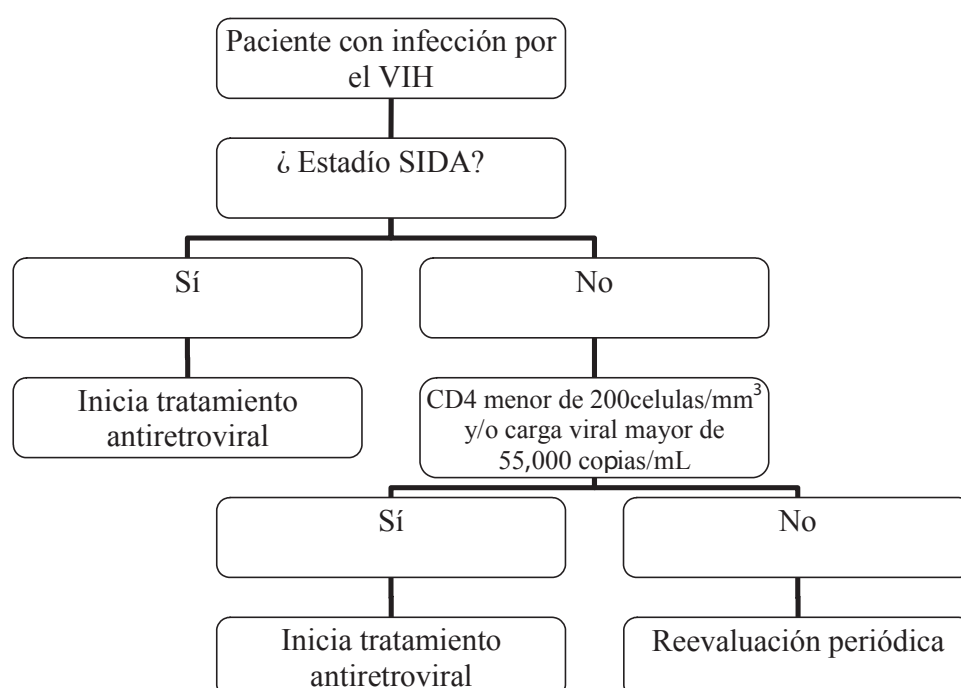 Paciente con infección por
el VIH
¿ Estadío SIDA?
Sí
No
Inicia tratamiento
antiretroviral
CD4 menor de 200celulas/mm³
y/o carga viral mayor de
55,000 copias/mL
Sí
No
Inicia tratamiento
antiretroviral
Reevaluación periódica